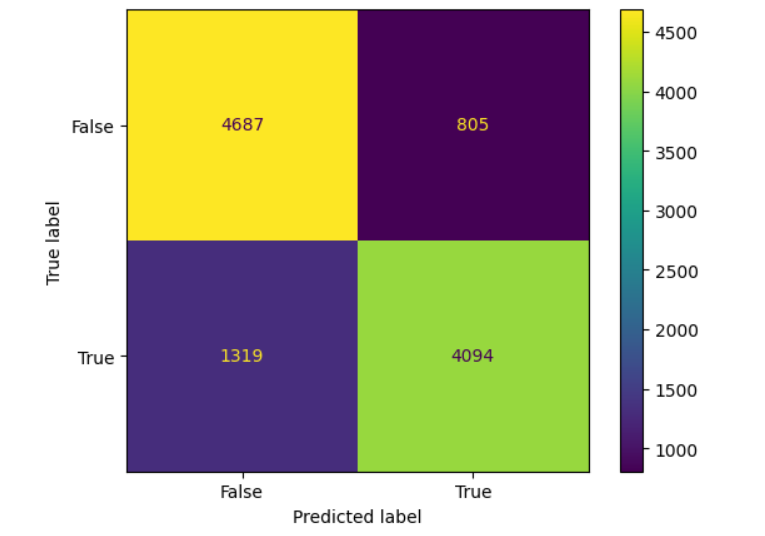 4500
4000
3500
3000
2500
2000
1500
1000
True label
False
4687
805
True
1319
4094
False
True
Predicted label